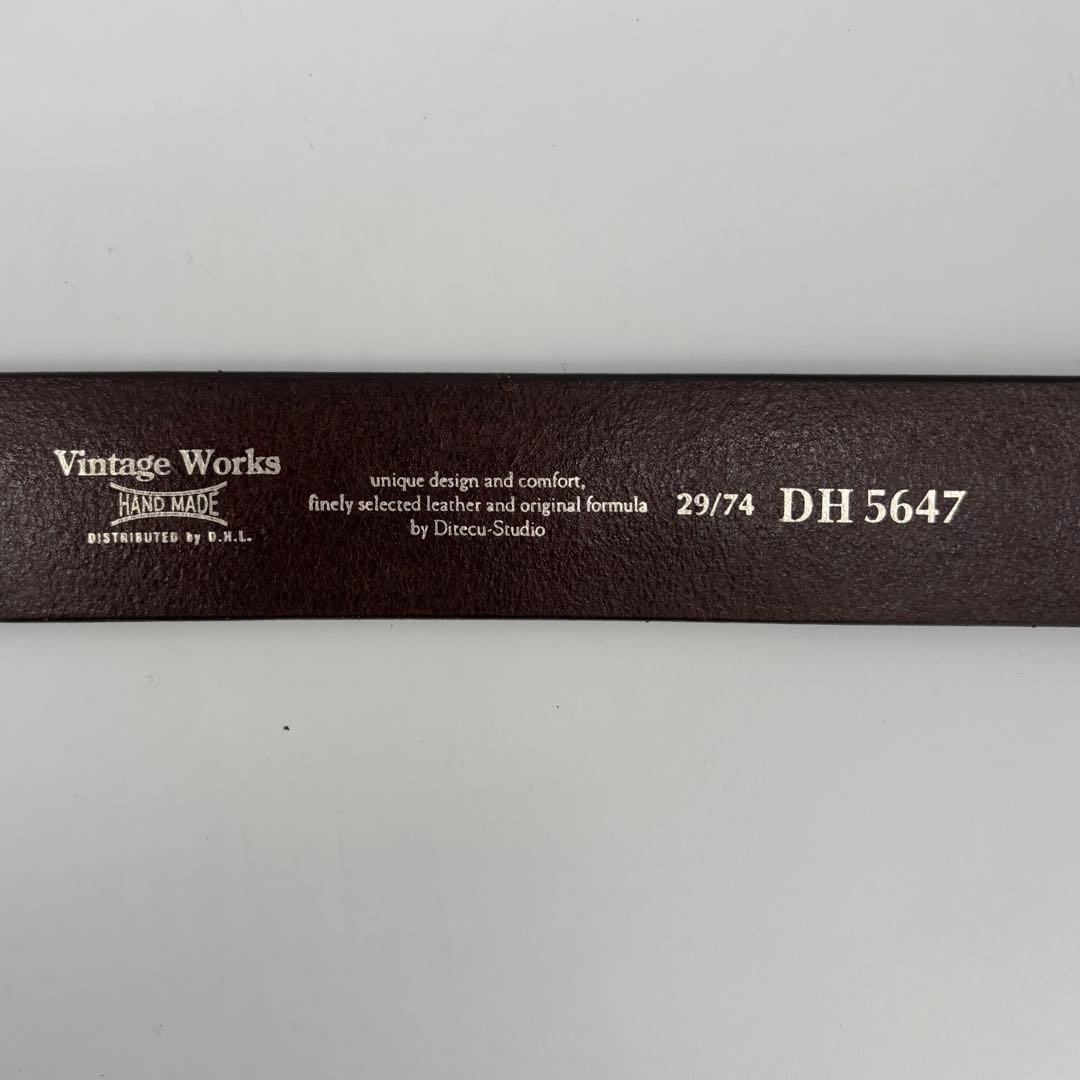 Vintage Works
HAND MADE
DISTRIBUTED by D.H.L.
unique design and comfort,
finely selected leather and original formula
by Ditecu-Studio
29/74
DH 5647